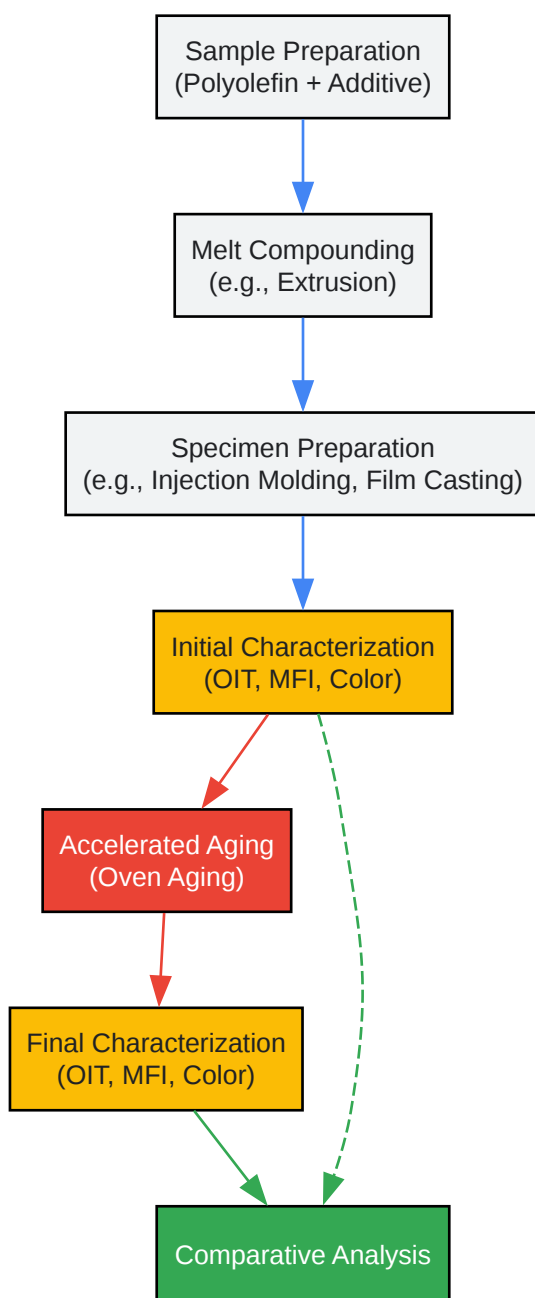 Sample Preparation
(Polyolefin + Additive)
Melt Compounding
(e.g., Extrusion)
Specimen Preparation
(e.g., Injection Molding, Film Casting)
Initial Characterization
(OIT, MFI, Color)
Accelerated Aging
(Oven Aging)
Final Characterization
(OIT, MFI, Color)
Comparative Analysis